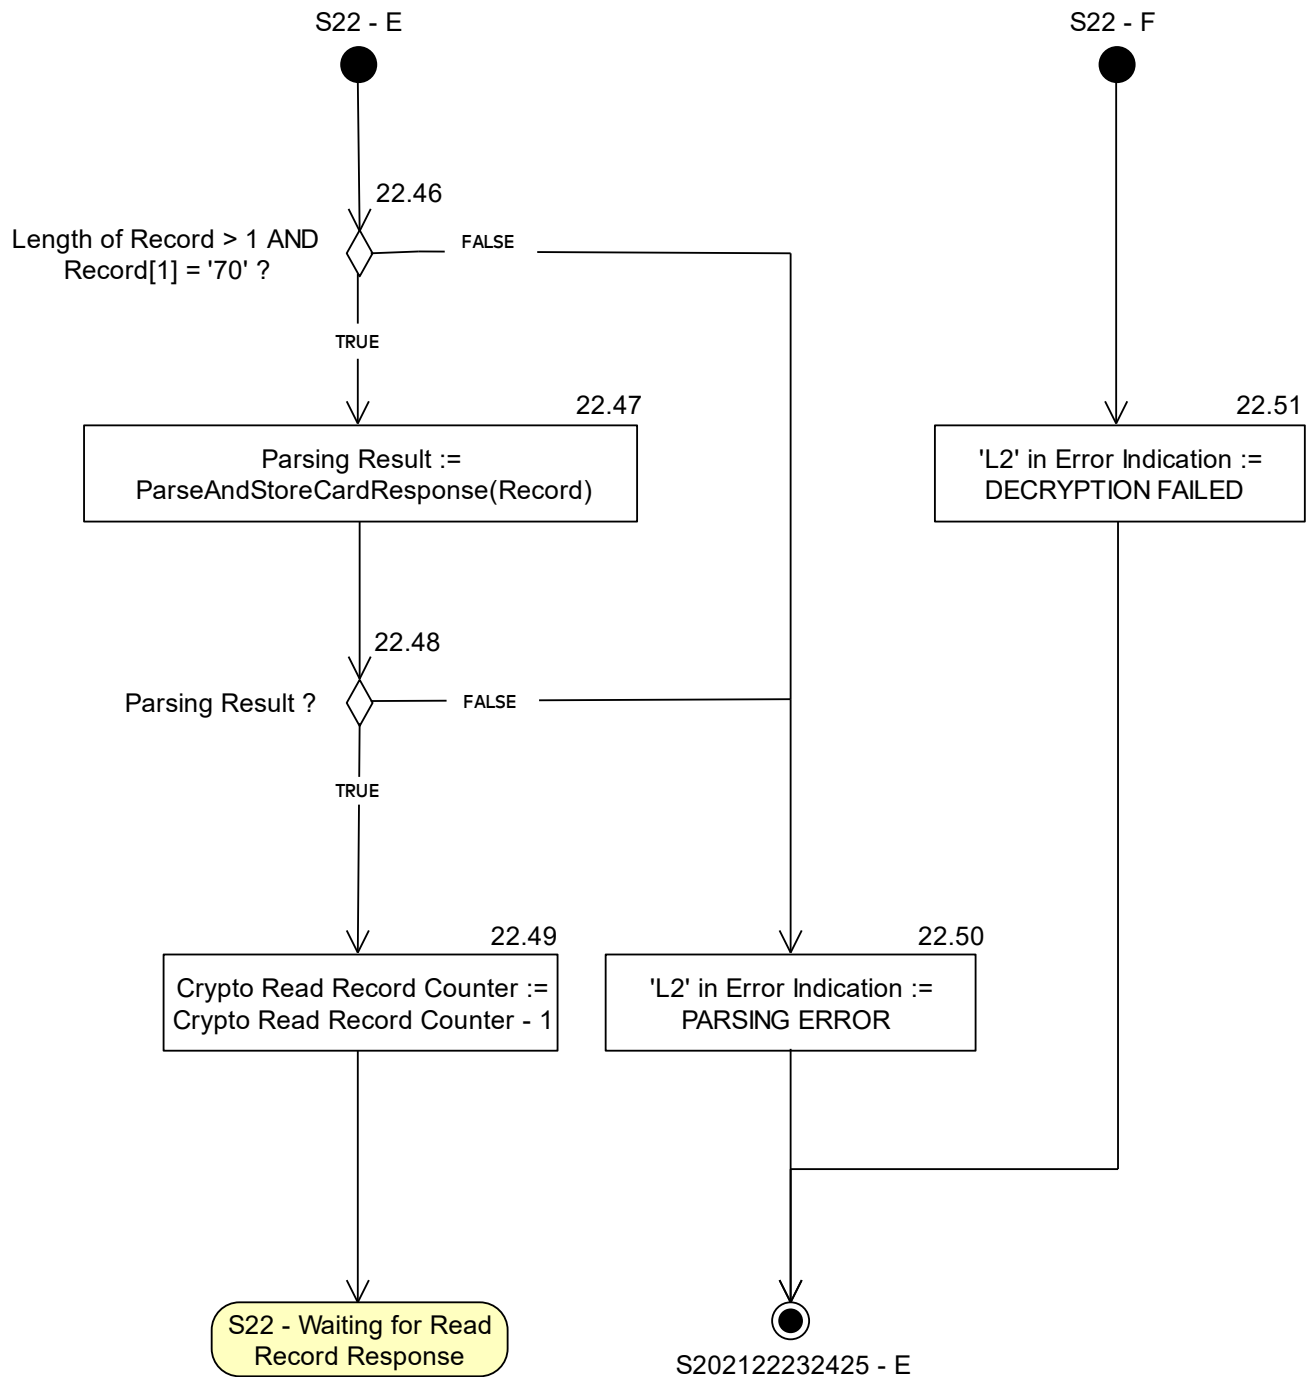 S22 - E
S22 - F
22.46
Length of Record > 1 AND
Record[1] = '70' ?
FALSE
TRUE
22.47
Parsing Result :=
ParseAndStoreCardResponse(Record)
22.51
'L2' in Error Indication :=
DECRYPTION FAILED
22.48
Parsing Result ?
FALSE
TRUE
22.49
Crypto Read Record Counter :=
Crypto Read Record Counter - 1
22.50
'L2' in Error Indication :=
PARSING ERROR
S22 - Waiting for Read
Record Response
S202122232425 - E